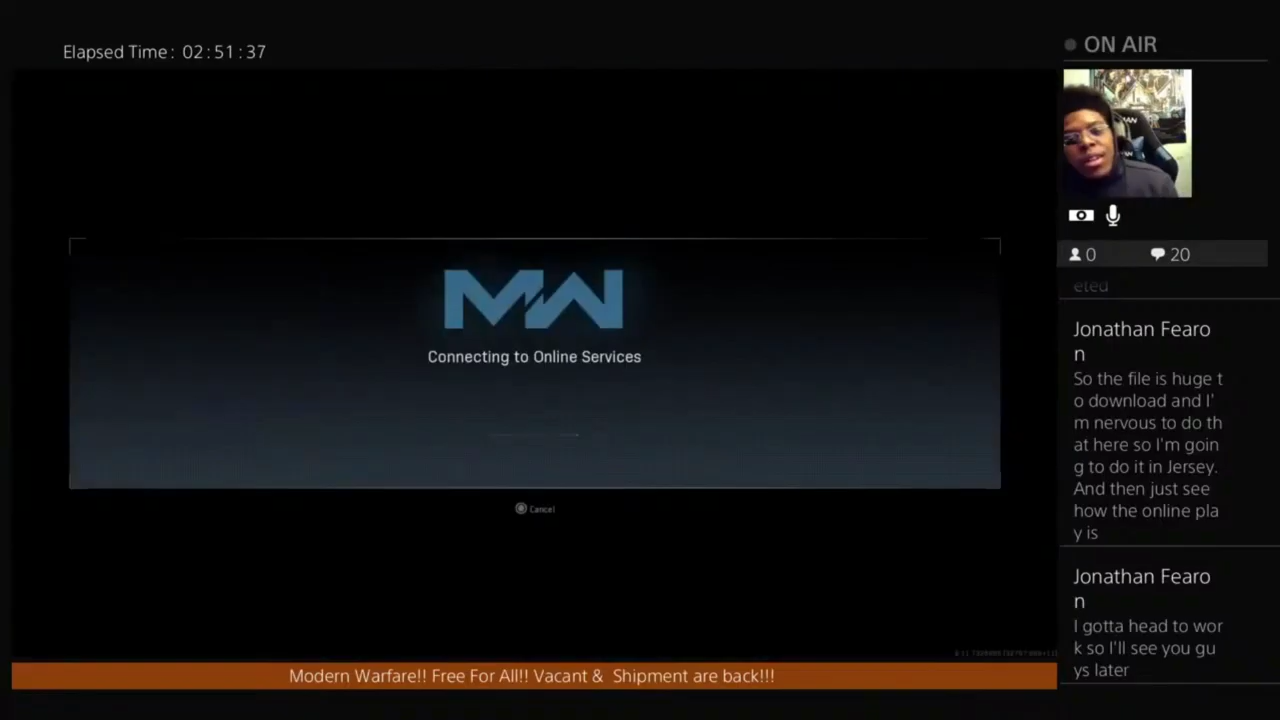 Elapsed Time: 02:51:37
ON AIR
0 20
eted
Jonathan Fearo
n
So the file is huge t
o download and I'
m nervous to do th
at here so I'm goin
g to do it in Jersey.
And then just see
how the online pla
y is
Jonathan Fearo
n
I gotta head to wor
k so I'll see you gu
ys later
MW
Connecting to Online Services
Cancel
Modern Warfare!! Free For All!! Vacant & Shipment are back!!!